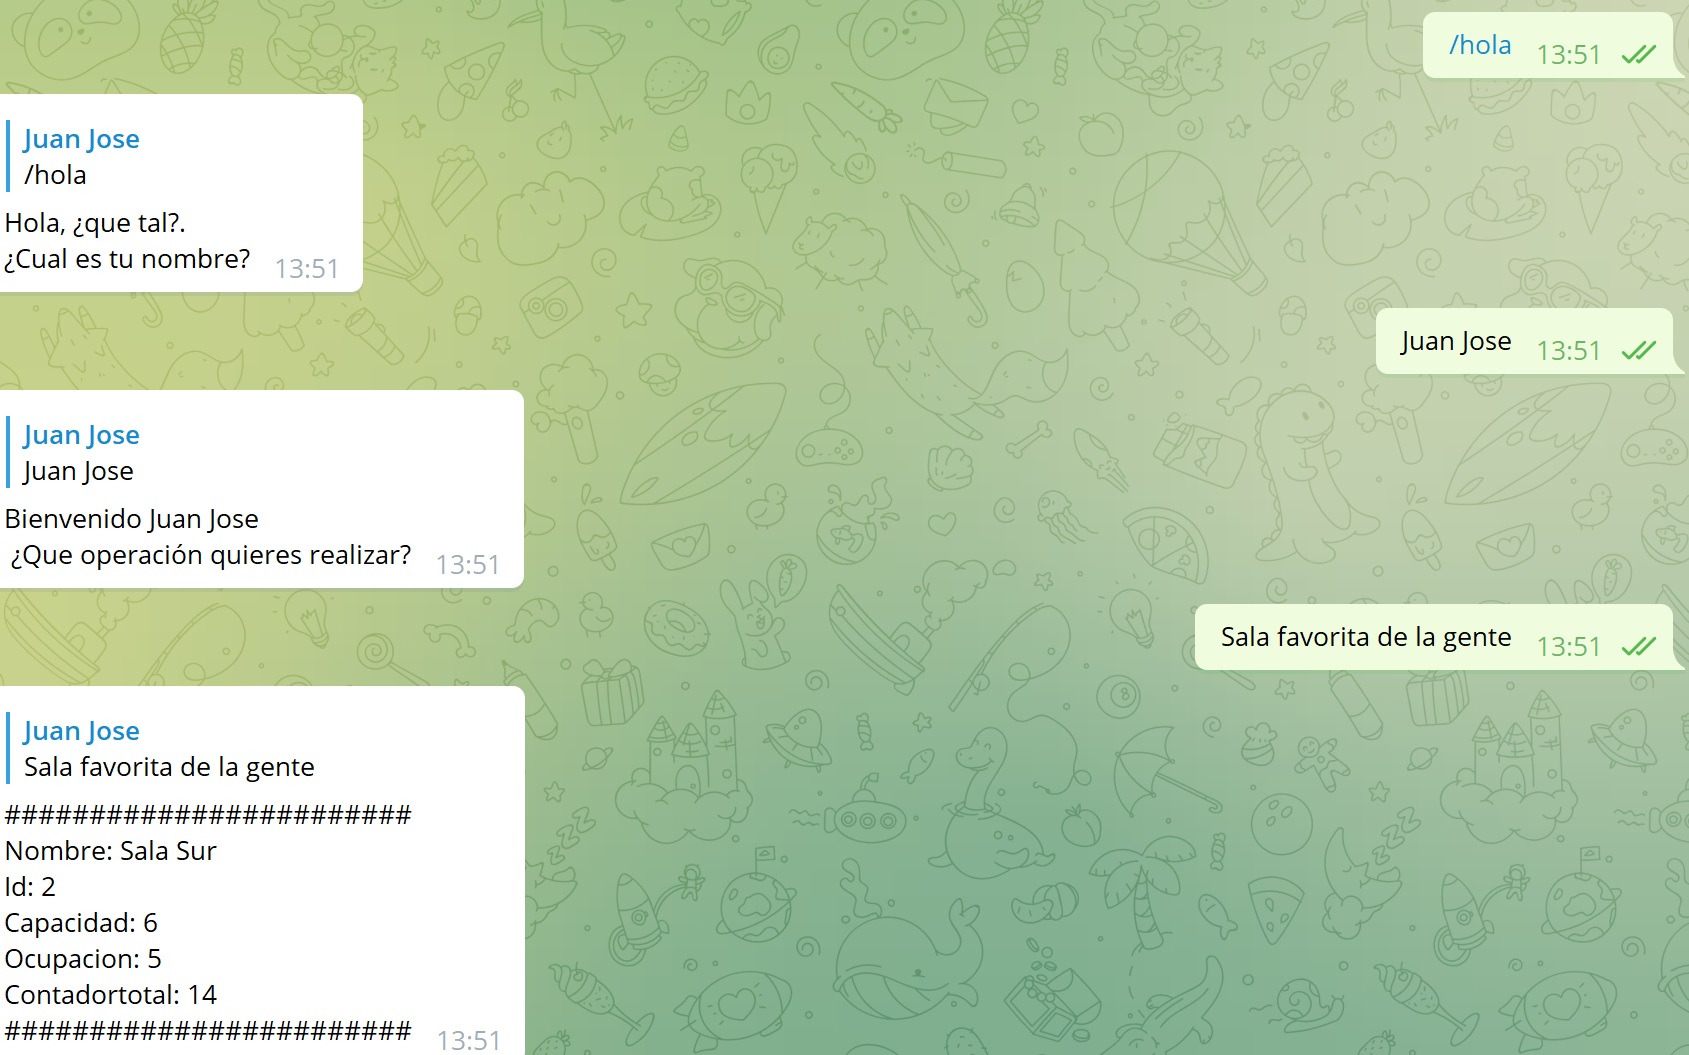 /hola 13:51
Juan Jose
/hola
Hola, ¿que tal?.
¿Cual es tu nombre? 13:51
Juan Jose 13:51
Juan Jose
Juan Jose
Bienvenido Juan Jose
¿Que operación quieres realizar? 13:51
Sala favorita de la gente 13:51
Juan Jose
Sala favorita de la gente
########################
Nombre: Sala Sur
Id: 2
Capacidad: 6
Ocupacion: 5
Contadortotal: 14
######################## 13:51